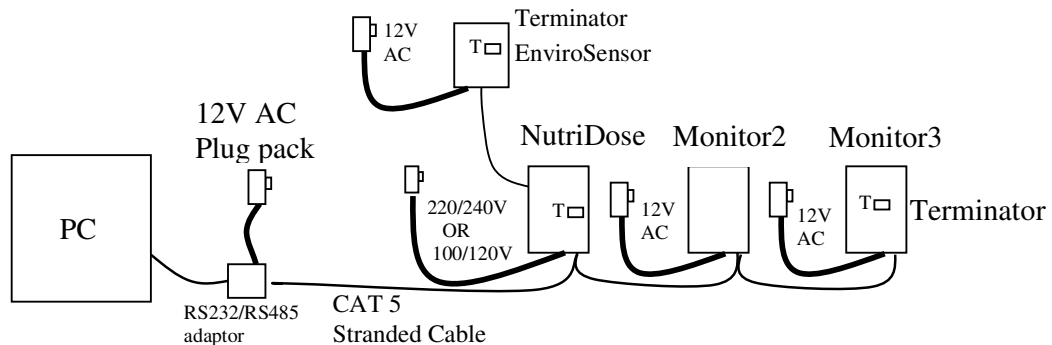 12V
AC
T
Terminator
EnviroSensor
12V AC
Plug pack
NutriDose
Monitor2
Monitor3
PC
220/240V
OR
100/120V
T
12V
AC
12V
AC
T
Terminator
RS232/RS485
adaptor
CAT 5
Stranded Cable